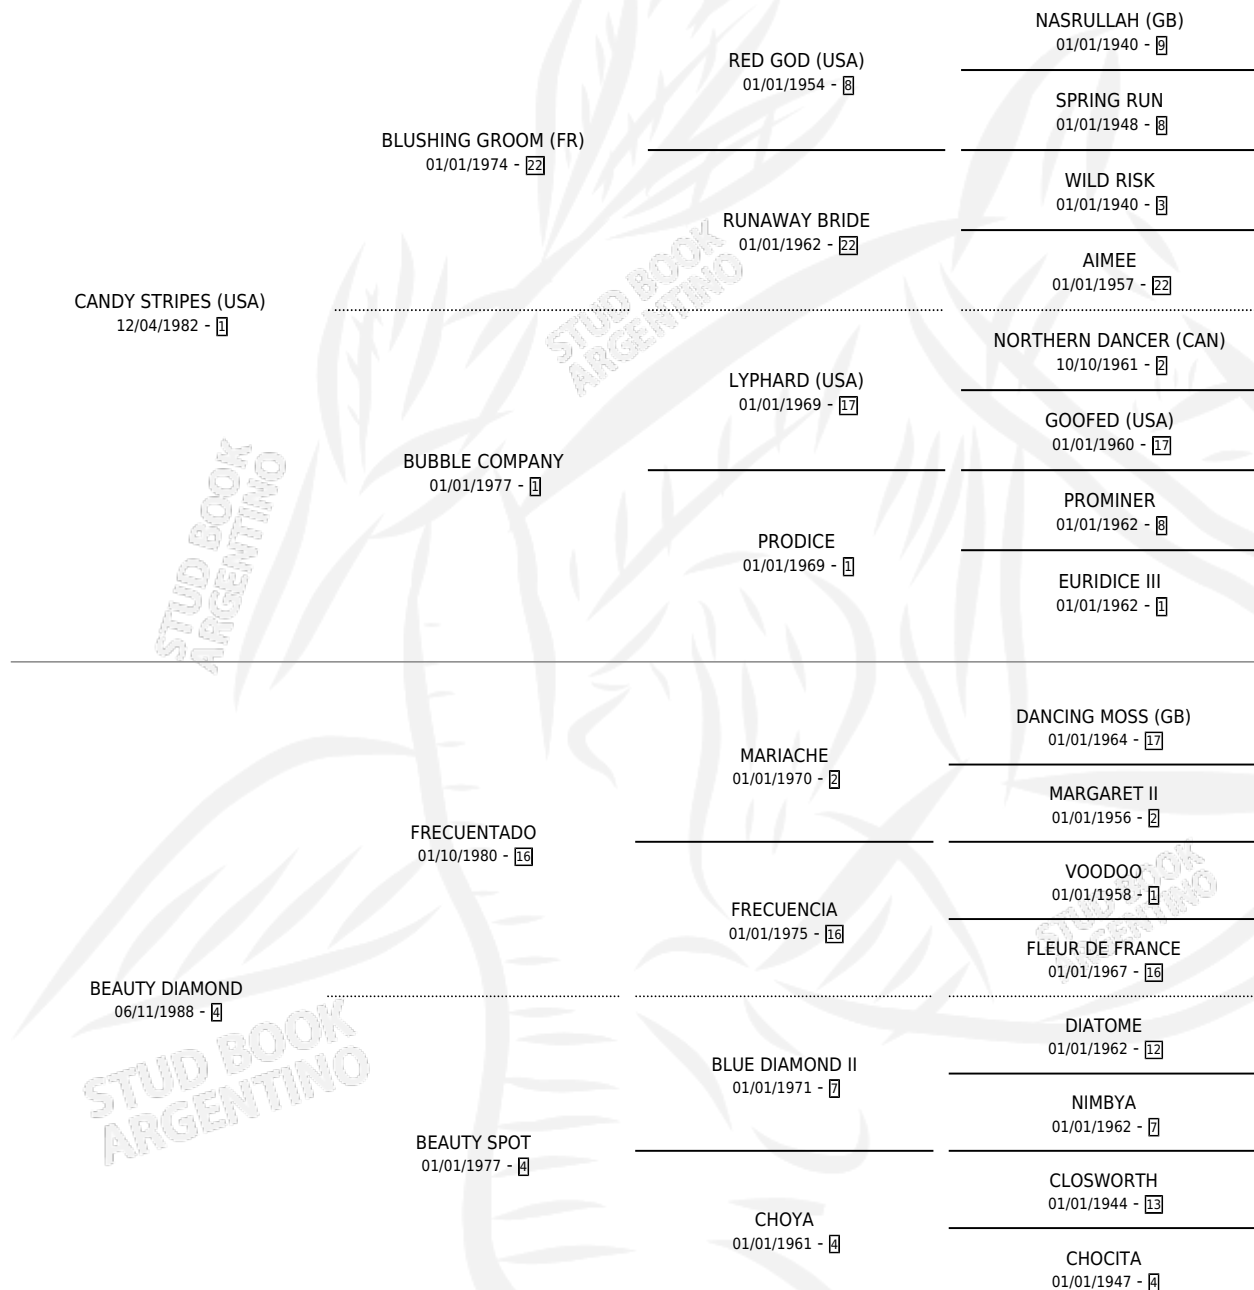 NASRULLAH (GB)
01/01/1940 - 9
RED GOD (USA)
01/01/1954 - 8
SPRING RUN
01/01/1948 - 8
BLUSHING GROOM (FR)
01/01/1974 - 22
WILD RISK
01/01/1940 - 3
RUNAWAY BRIDE
01/01/1962 - 22
AIMEE
01/01/1957 - 22
CANDY STRIPES (USA)
12/04/1982 - 1
NORTHERN DANCER (CAN)
10/10/1961 - 2
LYPHARD (USA)
01/01/1969 - 17
GOOFED (USA)
01/01/1960 - 17
BUBBLE COMPANY
01/01/1977 - 1
PROMINER
01/01/1962 - 8
PRODICE
01/01/1969 - 1
EURIDICE III
01/01/1962 - 1
DANCING MOSS (GB)
01/01/1964 - 17
MARIACHE
01/01/1970 - 2
MARGARET II
01/01/1956 - 2
FRECUENTADO
01/10/1980 - 16
VOODOO
01/01/1958 - 1
FRECUENCIA
01/01/1975 - 16
FLEUR DE FRANCE
01/01/1967 - 16
BEAUTY DIAMOND
06/11/1988 - 4
DIATOME
01/01/1962 - 12
BLUE DIAMOND II
01/01/1971 - 7
NIMBYA
01/01/1962 - 7
BEAUTY SPOT
01/01/1977 - 4
CLOSWORTH
01/01/1944 - 13
CHOYA
01/01/1961 - 4
CHOCITA
01/01/1947 - 4
STUD BOOK
ARGENTINO
STUD BOOK
ARGENTINO
STUD BOOK
ARGENTINO
STUD BOOK
ARGENTINO